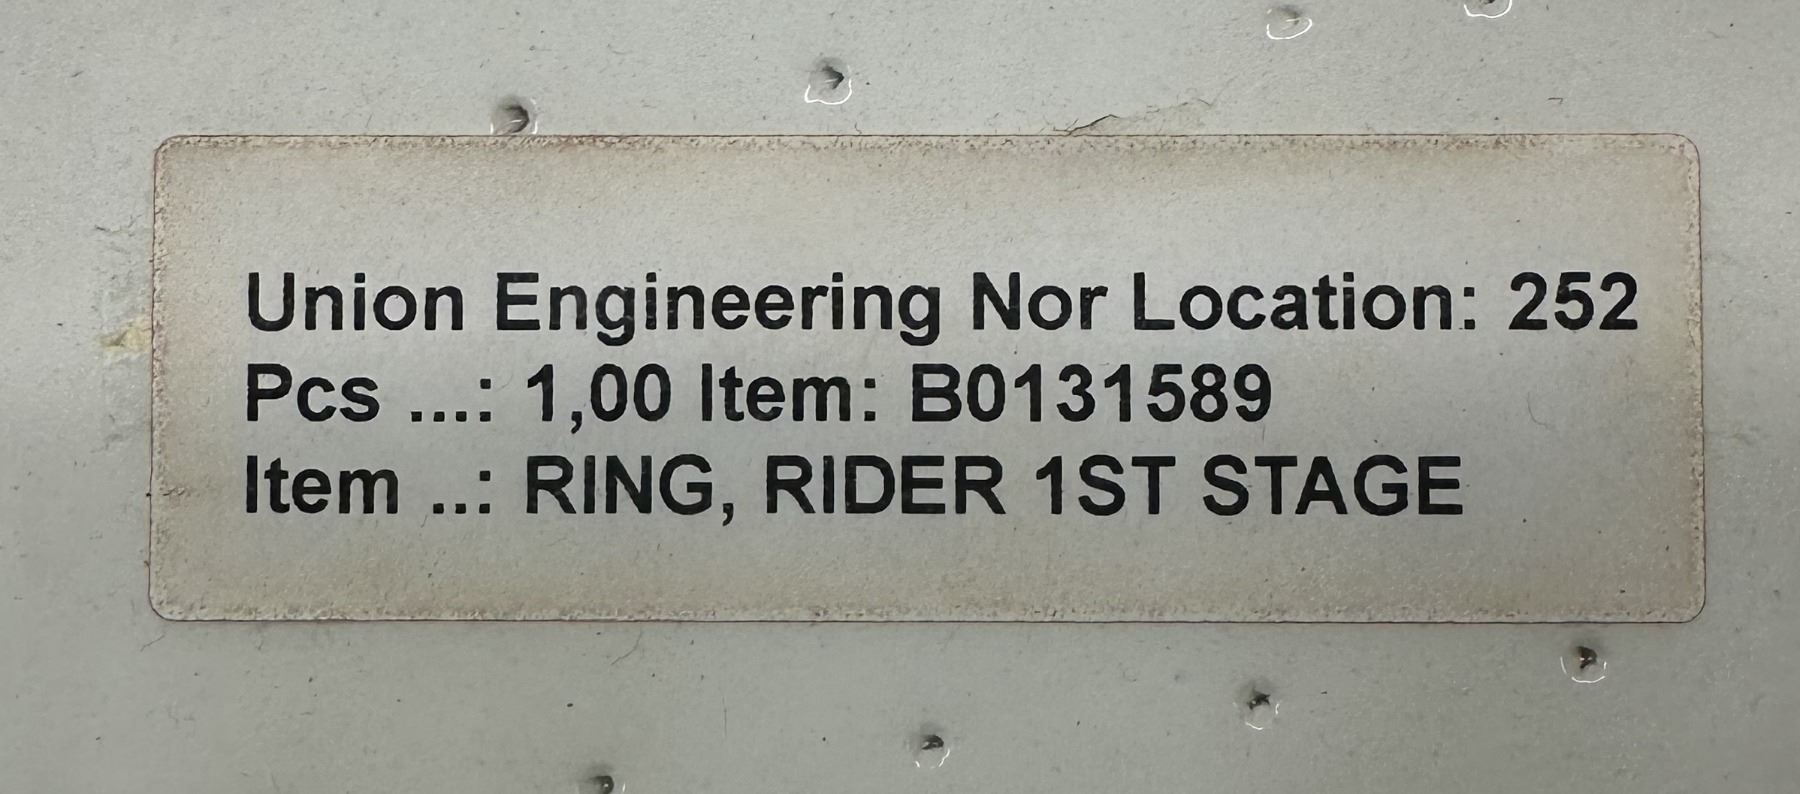 Union Engineering Nor Location: 252
Pcs ...: 1,00 Item: B0131589
Item ..: RING, RIDER 1ST STAGE